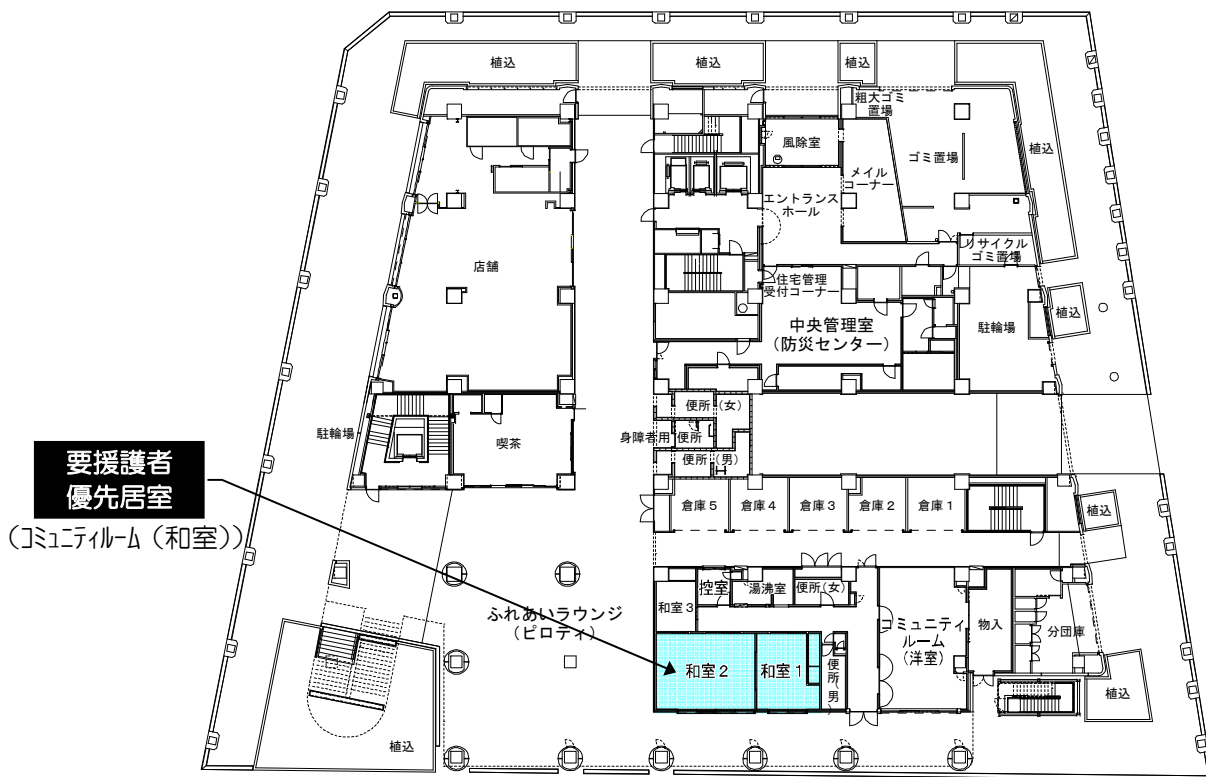 植込
植込
植込
粗大ゴミ
置場
風除室
ゴミ置場
メイル
コーナー
植込
エントランス
ホール
リサイクル
ゴミ置場
店舗
住宅管理
受付コーナー
植込
中央管理室
(防災センター)
駐輪場
便所(女)
駐輪場
喫茶
身障者用便所
便所(男)
要援護者
優先居室
(コミュニティルーム(和室))
倉庫5
倉庫4
倉庫3
倉庫2
倉庫1
植込
控室
湯沸室
便所(女)
和室3
ふれあいラウンジ
(ピロティ)
コミュニティ
ルーム
(洋室)
物入
分団庫
和室2
和室1
便所(男)
植込
植込